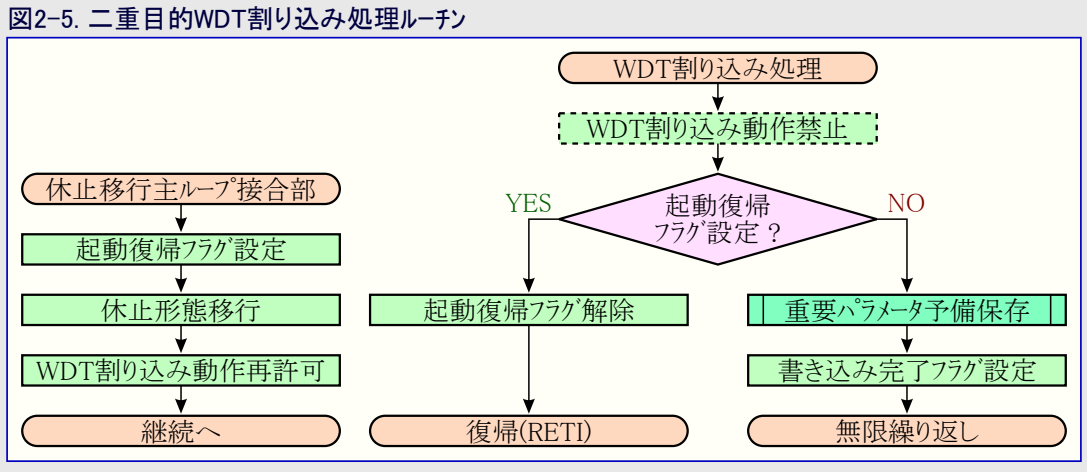 図2-5. 二重目的WDT割り込み処理ﾙｰﾁﾝ
休止移行主ﾙｰﾌﾟ接合部
起動復帰ﾌﾗｸﾞ設定
休止形態移行
WDT割り込み動作再許可
継続へ
WDT割り込み処理
WDT割り込み動作禁止
起動復帰
ﾌﾗｸﾞ設定 ?
YES
NO
起動復帰ﾌﾗｸﾞ解除
復帰(RETI)
重要ﾊﾟﾗﾒｰﾀ予備保存
書き込み完了ﾌﾗｸﾞ設定
無限繰り返し